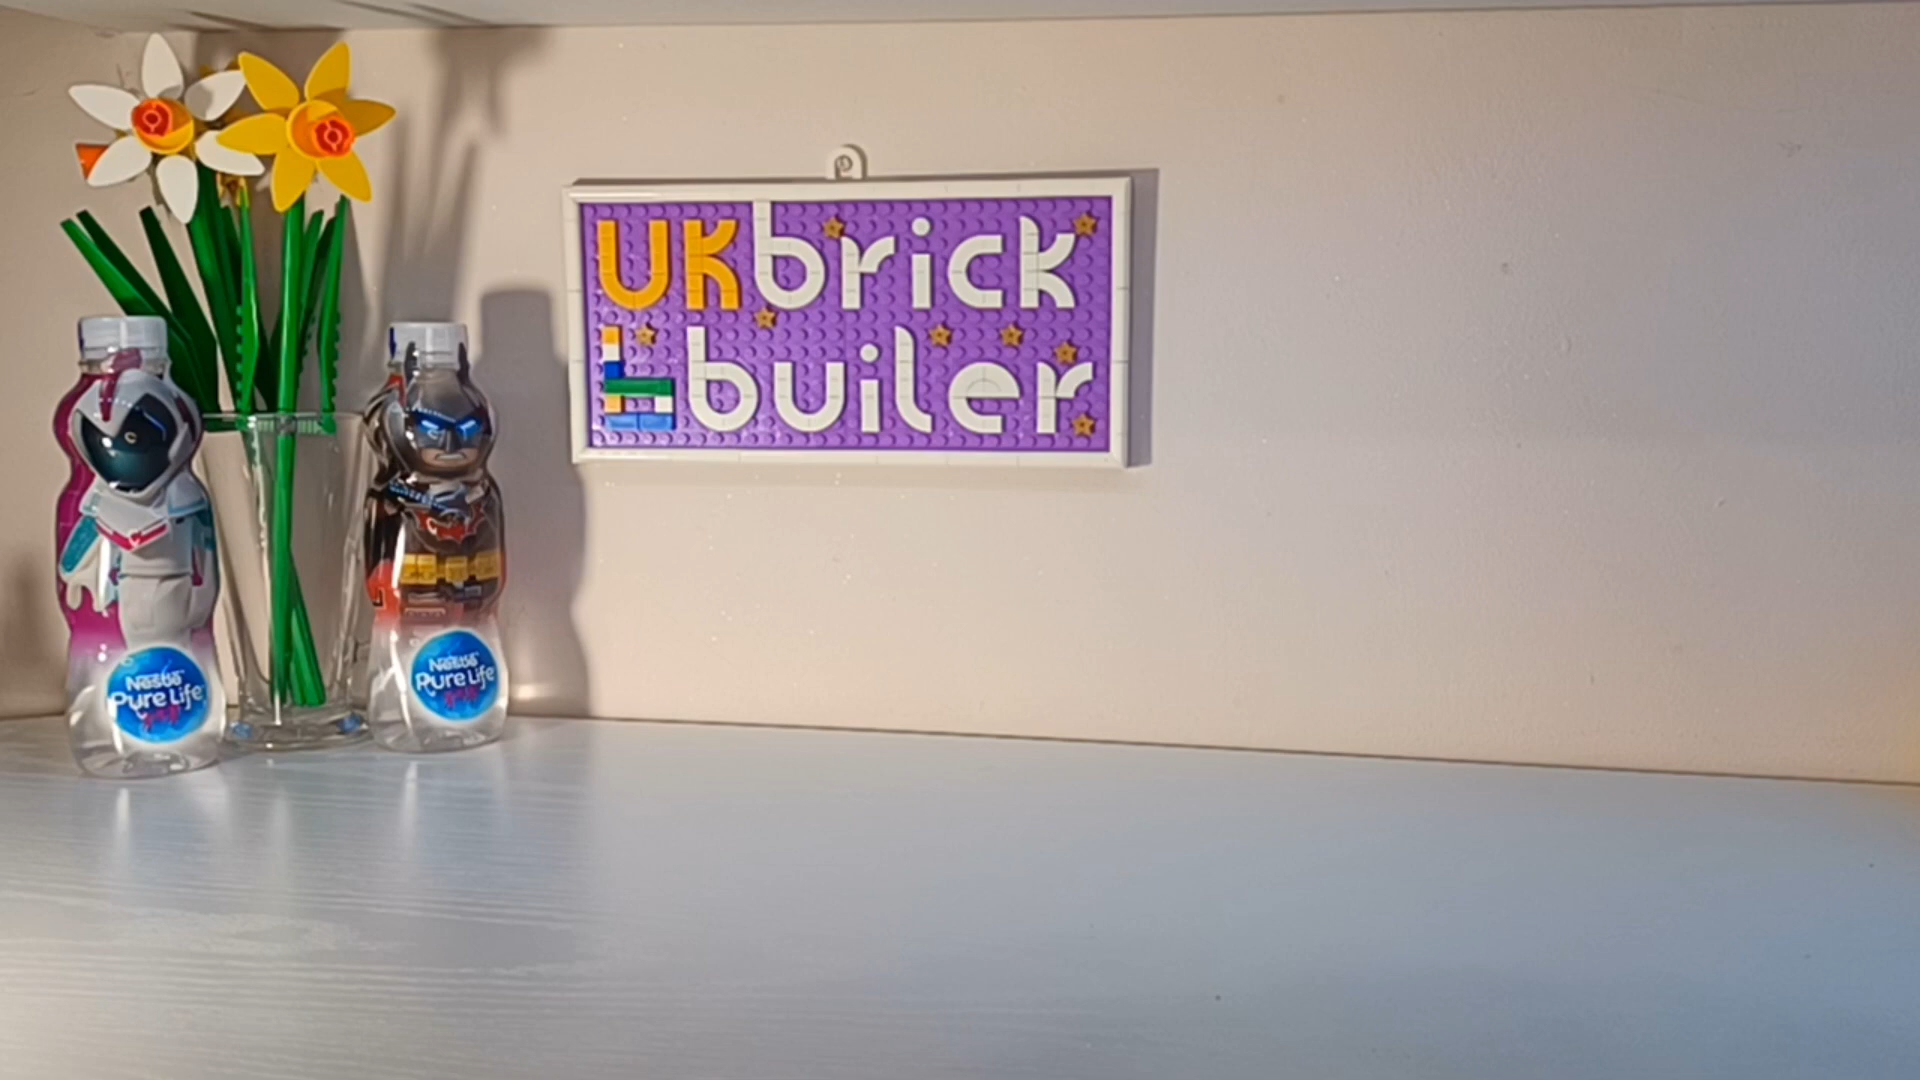 UKbrick
builer
Nestlé
Pure Life
Nestlé
Pure Life